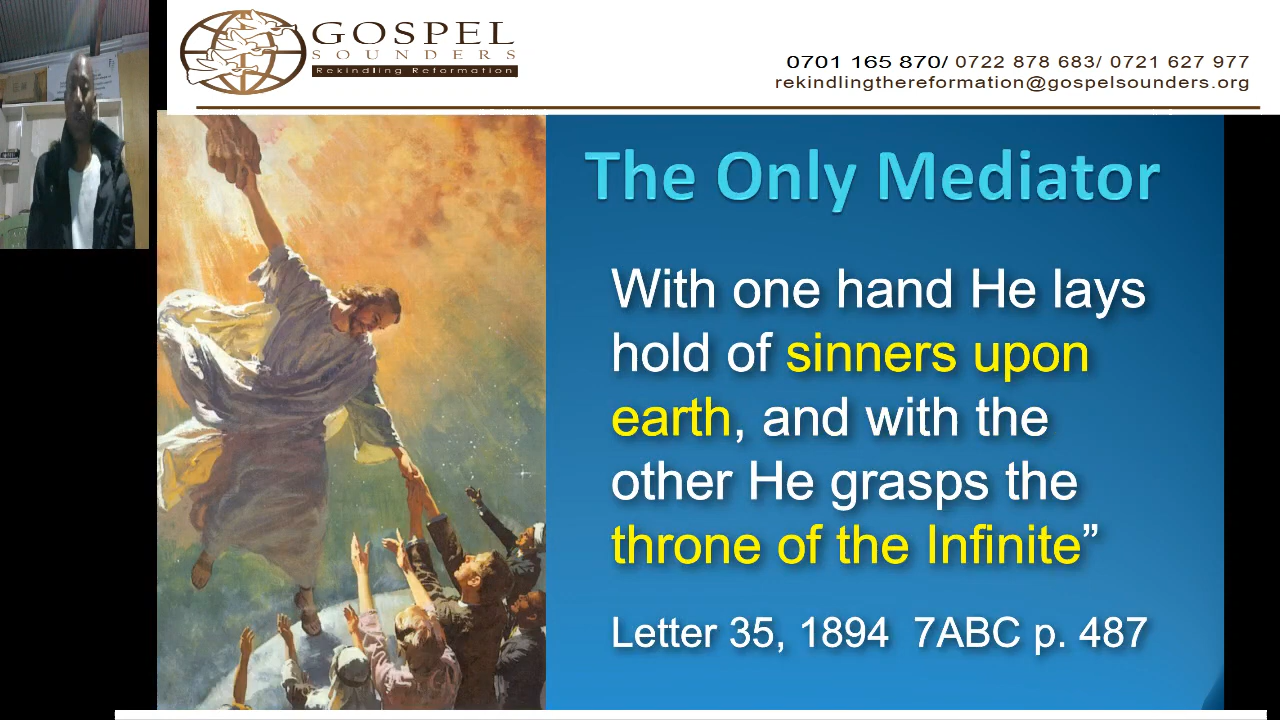 GOSPEL
SOUNDERS
Rekindling Reformation
0701 165 870/ 0722 878 683/ 0721 627 977
rekindlingthereformation@gospelsounders.org
The Only Mediator
With one hand He lays
hold of sinners upon
earth, and with the
other He grasps the
throne of the Infinite”
Letter 35, 1894 7ABC p. 487